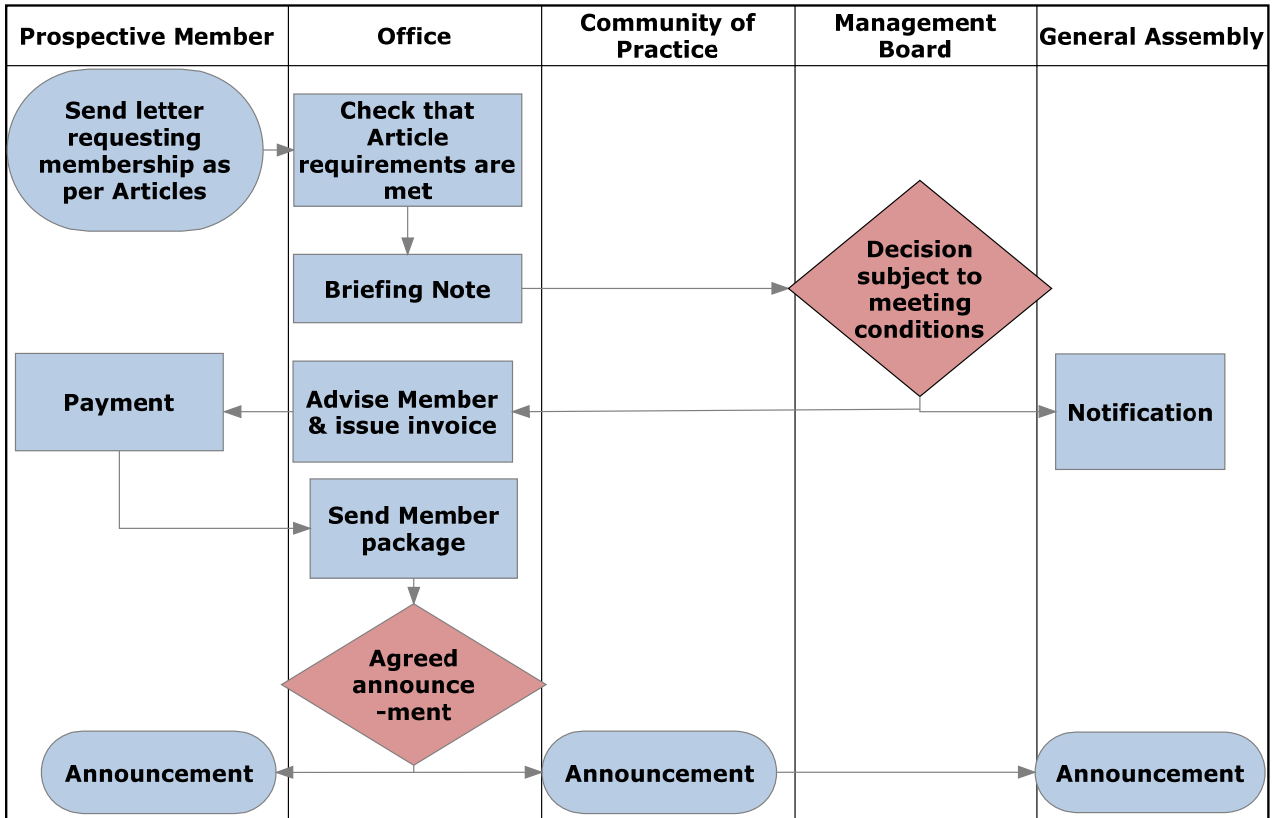 Prospective Member
Office
Community of
Practice
Management
Board
General Assembly
Send letter
requesting
membership as
per Articles
Check that
Article
requirements are
met
Briefing Note
Decision
subject to
meeting
conditions
Payment
Advise Member
& issue invoice
Notification
Send Member
package
Agreed
announce
-ment
Announcement
Announcement
Announcement